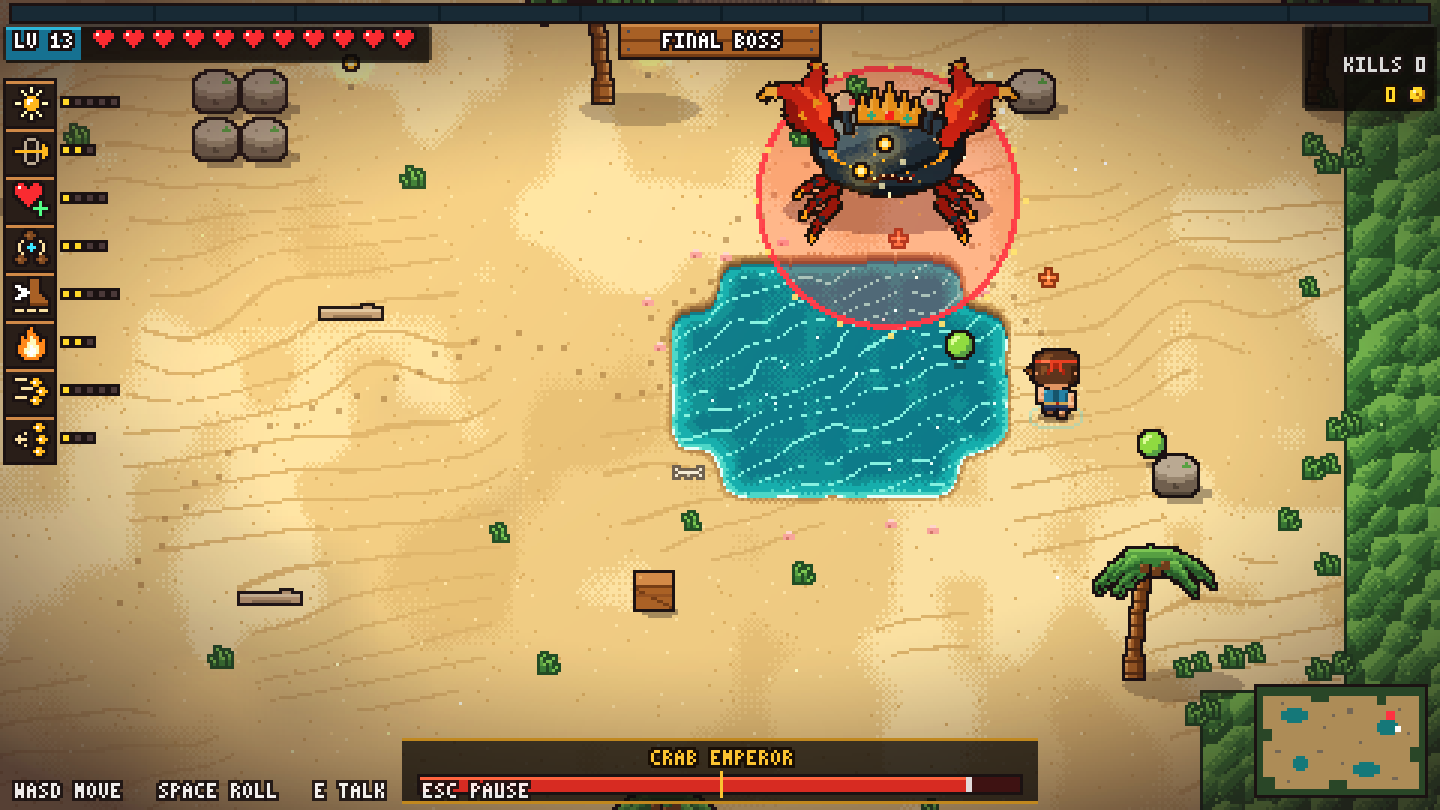 LV 13
FINAL BOSS
KILLS 0
0
CRAB EMPEROR
WASD MOVE SPACE ROLL E TALK ESC PAUSE